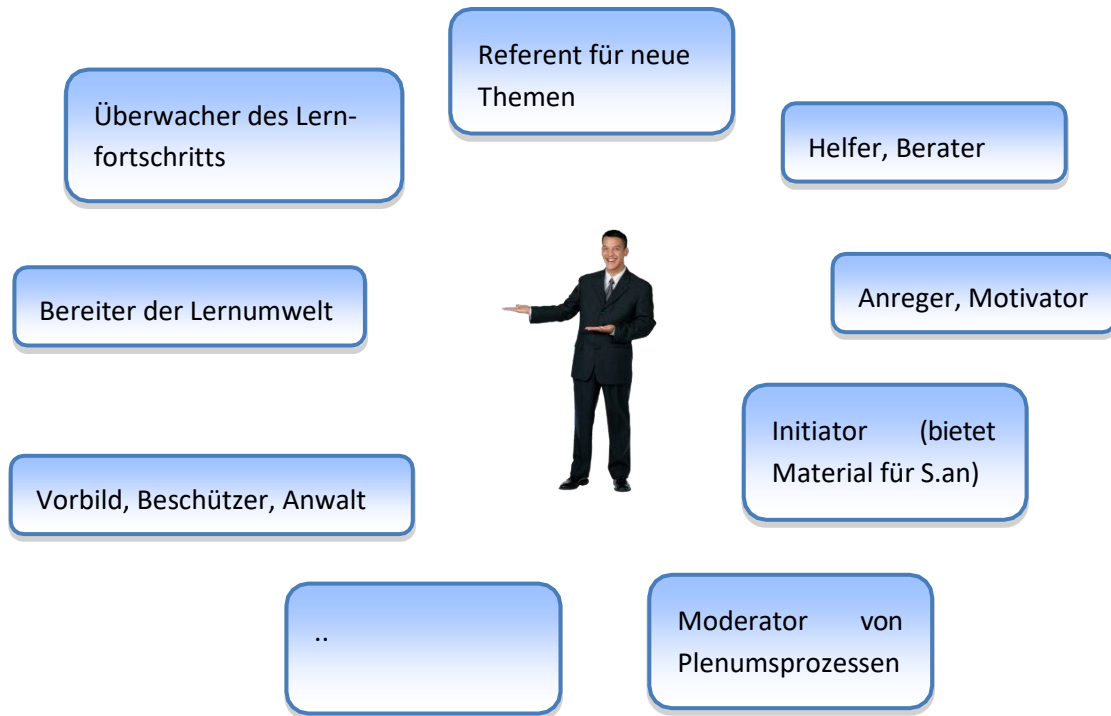 Referent für neue
Themen
Überwacher des Lern-
fortschritts
Helfer, Berater
Bereiter der Lernumwelt
Anreger, Motivator
Initiator (bietet
Material für S.an)
Vorbild, Beschützer, Anwalt
..
Moderator von
Plenumsprozessen